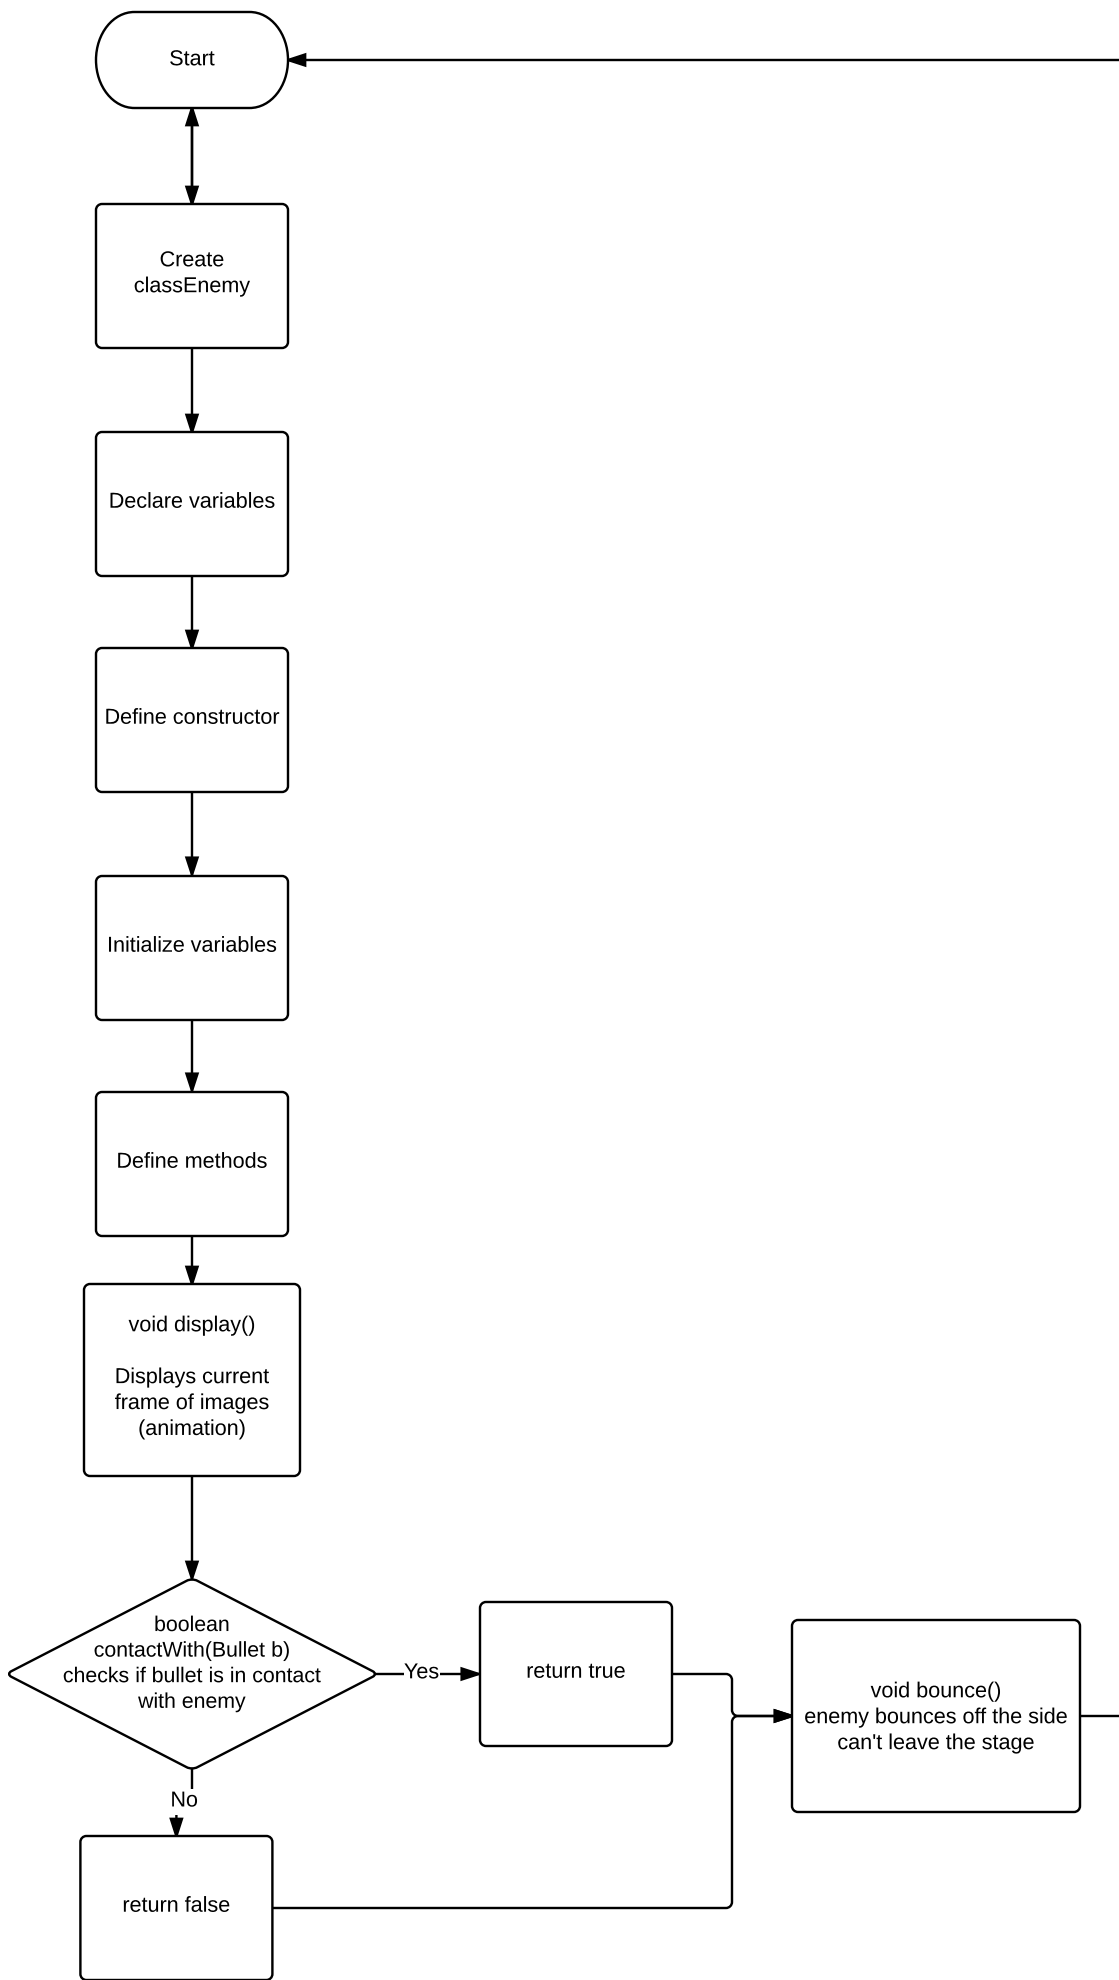 Start
Create
classEnemy
Declare variables
Define constructor
Initialize variables
Define methods
void display()
Displays current
frame of images
(animation)
boolean
contactWith(Bullet b)
checks if bullet is in contact
with enemy
Yes
return true
void bounce()
enemy bounces off the side
can't leave the stage
No
return false